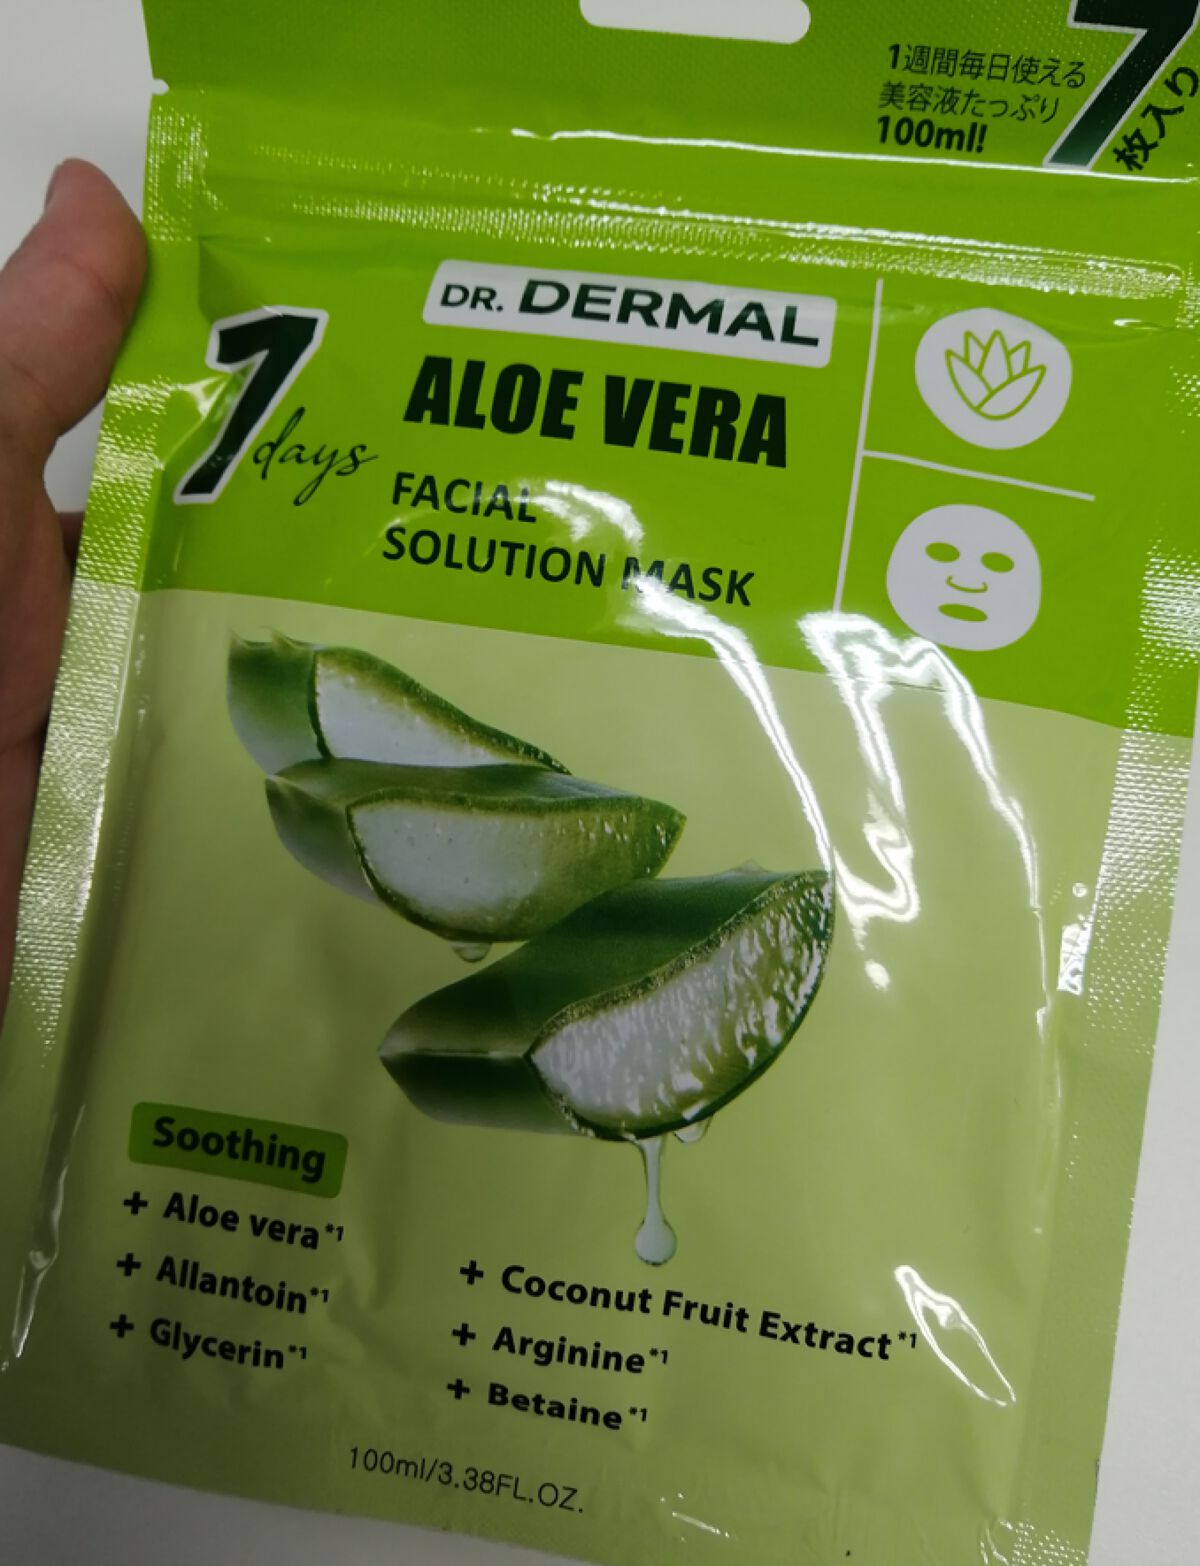 1週間毎日使える
美容液たっぷり
100ml!
7枚入り
DR. DERMAL
7days
ALOE VERA
FACIAL
SOLUTION MASK
Soothing
+ Aloe vera*1
+ Allantoin*1
+ Glycerin*1
+ Coconut Fruit Extract*1
+ Arginine*1
+ Betaine*1
100ml/3.38FL.OZ.